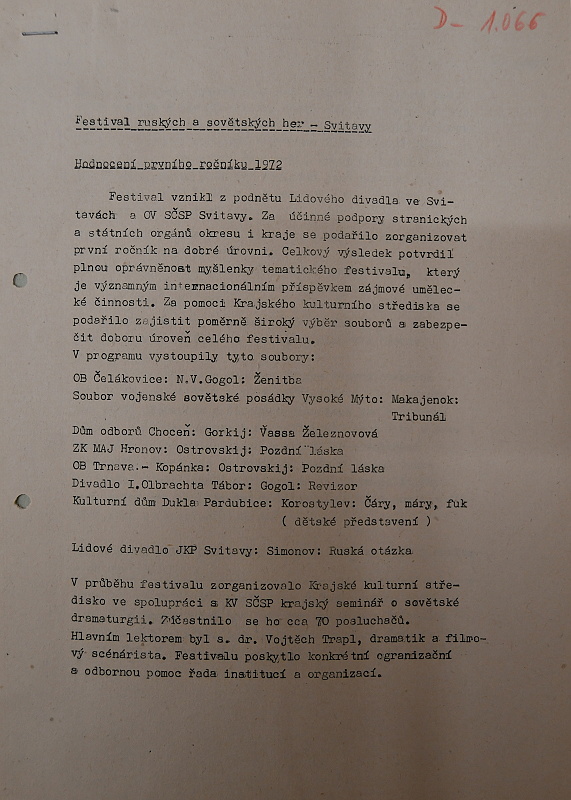 D- 1.066
Festival ruských a sovětských her - Svitavy
Hodnocení prvního ročníku 1972
Festival vznikl z podnětu Lidového divadla ve Svi-
tavách a OV SČSP Svitavy. Za účinné podpory stranických
a státních orgánů okresu i kraje se podařilo zorganizovat
první ročník na dobré úrovni. Celkový výsledek potvrdil
plnou oprávněnost myšlenky tematického festivalu, který
je významným internacionálním příspěvkem zájmové umělec-
ké činnosti. Za pomoci Krajského kulturního střediska se
podařilo zajistit poměrně široký výběr souborů a zabezpe-
čit doboru úroveň celého festivalu.
V programu vystoupily tyto soubory:
OB Čelákovice: N.V.Gogol: Ženitba
Soubor vojenské sovětské posádky Vysoké Mýto: Makajenok:
Tribunál
Dům odborů Choceň: Gorkij: Vassa Železnovová
ZK MAJ Hronov: Ostrovskij: Pozdní láska
OB Trnava.- Kopánka: Ostrovskij: Pozdní láska
Divadlo I.Olbrachta Tábor: Gogol: Revizor
Kulturní dům Dukla Pardubice: Korostylev: Čáry, máry, fuk
( dětské představení )
Lidové divadlo JKP Svitavy: Simonov: Ruská otázka
V průběhu festivalu zorganizovalo Krajské kulturní stře-
disko ve spolupráci a KV SČSP krajský seminář o sovětské
dramaturgii. Zúčastnilo se ho cca 70 posluchačů.
Hlavním lektorem byl s. dr. Vojtěch Trapl, dramatik a filmo-
vý scénárista. Festivalu poskytlo konkrétní ogranizační
a odbornou pomoc řada institucí a organizací.